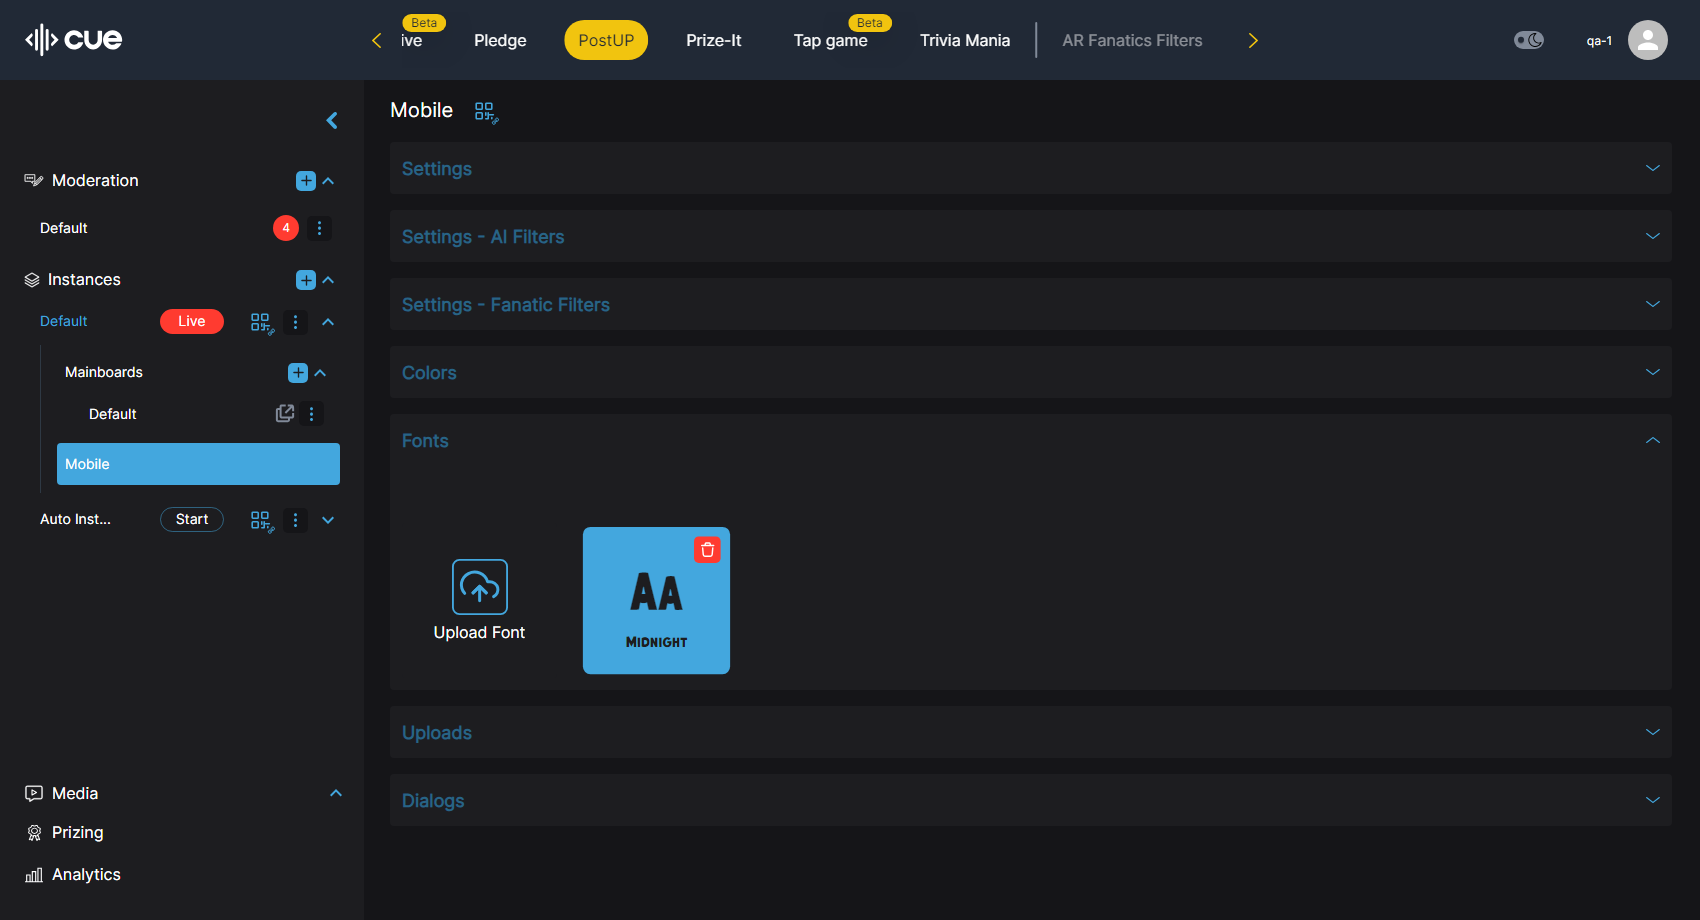 cue
Beta
Beta
ive
Pledge
PostUP
Prize-It
Tap game
Trivia Mania
AR Fanatics Filters
qa-1
Moderation
Default
4
Instances
Default
Live
Mainboards
Default
Mobile
Auto Inst...
Start
Media
Prizing
Analytics
Mobile
Settings
Settings - AI Filters
Settings - Fanatic Filters
Colors
Fonts
Upload Font
AA
MIDNIGHT
Uploads
Dialogs